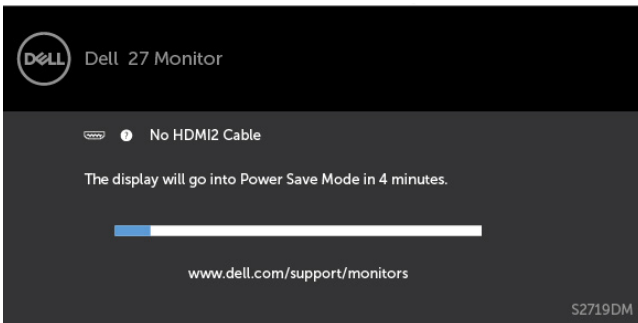 DELL
Dell 27 Monitor
? No HDMI2 Cable
The display will go into Power Save Mode in 4 minutes.
www.dell.com/support/monitors
S2719DM